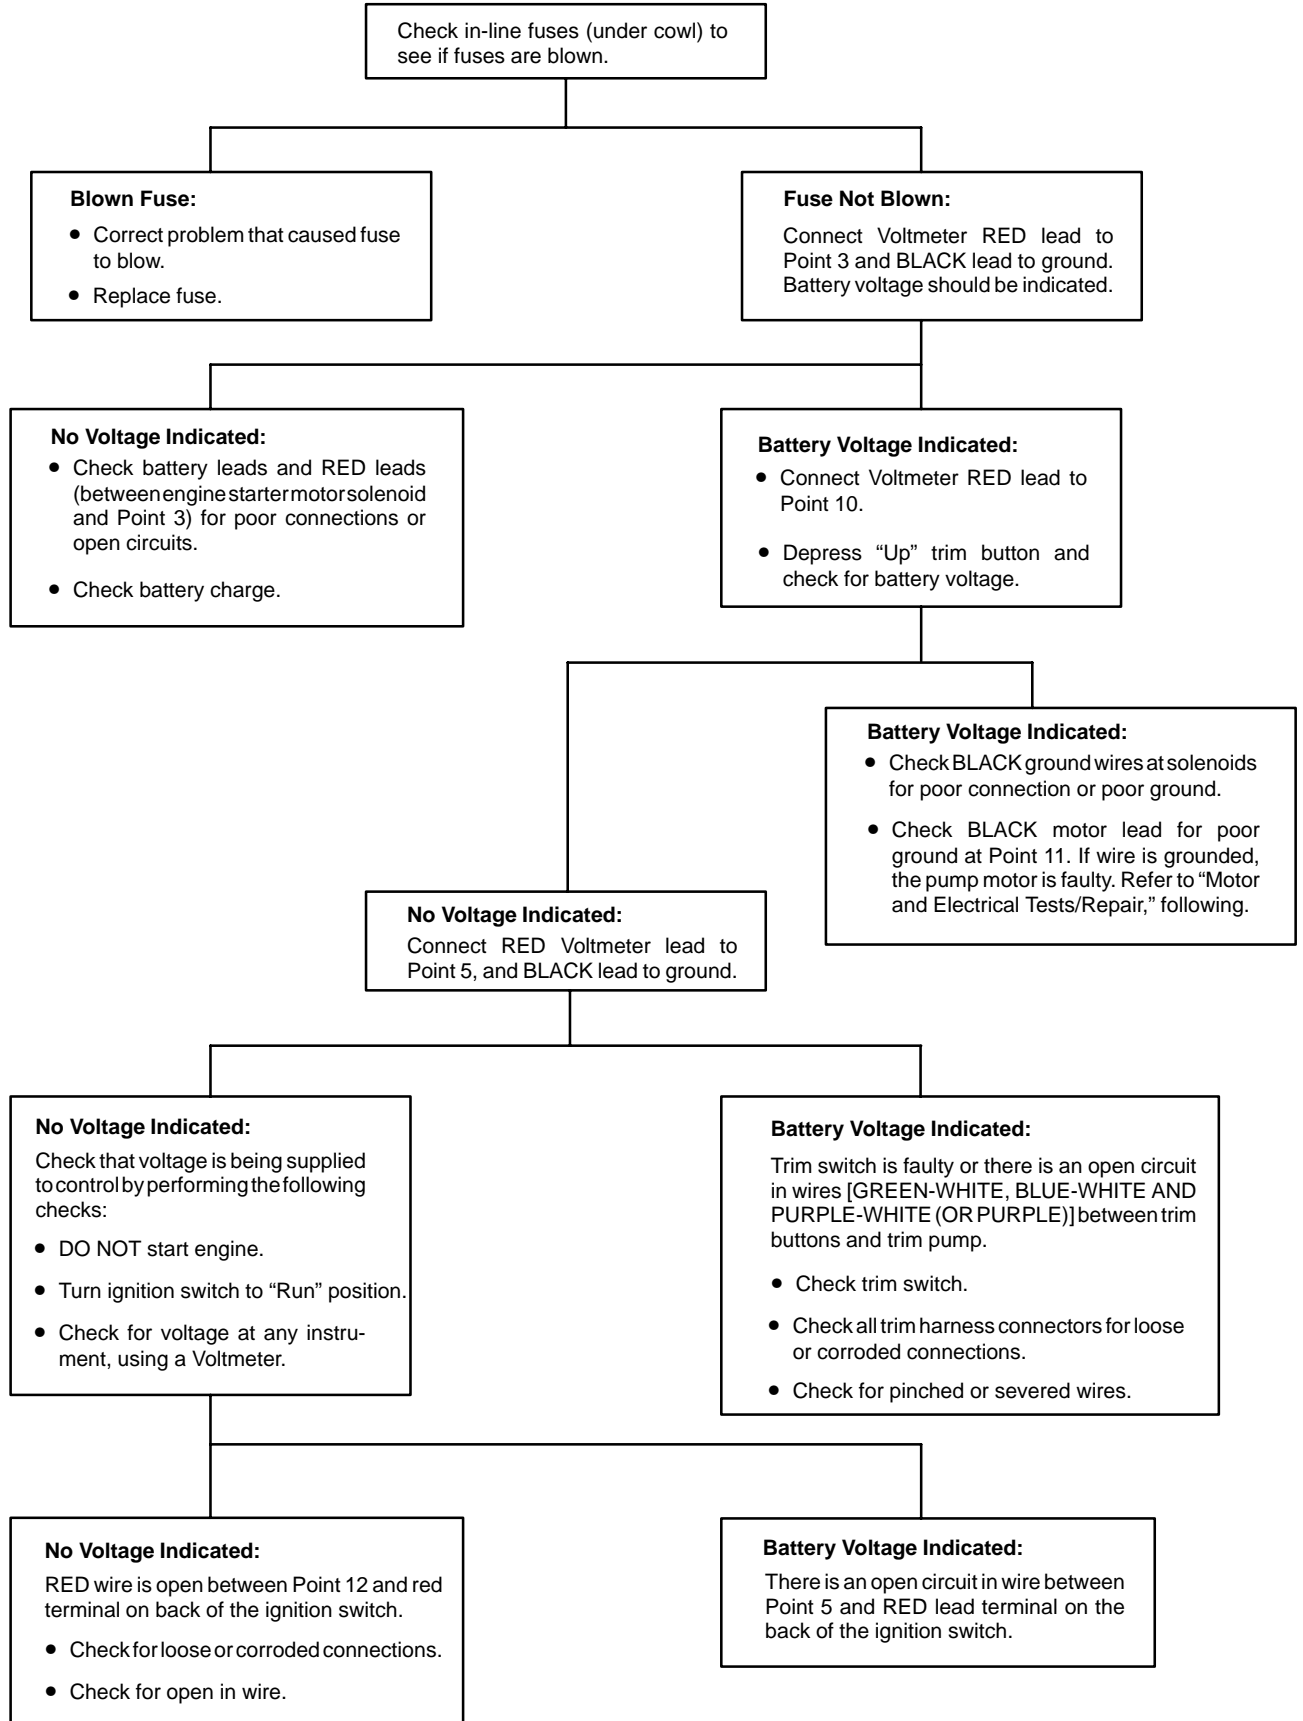 Check in-line fuses (under cowl) to
see if fuses are blown.
Blown Fuse:
• Correct problem that caused fuse
to blow.
• Replace fuse.
Fuse Not Blown:
Connect Voltmeter RED lead to
Point 3 and BLACK lead to ground.
Battery voltage should be indicated.
No Voltage Indicated:
• Check battery leads and RED leads
(between engine starter motor solenoid
and Point 3) for poor connections or
open circuits.
• Check battery charge.
Battery Voltage Indicated:
• Connect Voltmeter RED lead to
Point 10.
• Depress “Up” trim button and
check for battery voltage.
Battery Voltage Indicated:
• Check BLACK ground wires at solenoids
for poor connection or poor ground.
• Check BLACK motor lead for poor
ground at Point 11. If wire is grounded,
the pump motor is faulty. Refer to “Motor
and Electrical Tests/Repair,” following.
No Voltage Indicated:
Connect RED Voltmeter lead to
Point 5, and BLACK lead to ground.
No Voltage Indicated:
Check that voltage is being supplied
to control by performing the following
checks:
• DO NOT start engine.
• Turn ignition switch to “Run” position.
• Check for voltage at any instru-
ment, using a Voltmeter.
Battery Voltage Indicated:
Trim switch is faulty or there is an open circuit
in wires [GREEN-WHITE, BLUE-WHITE AND
PURPLE-WHITE (OR PURPLE)] between trim
buttons and trim pump.
• Check trim switch.
• Check all trim harness connectors for loose
or corroded connections.
• Check for pinched or severed wires.
No Voltage Indicated:
RED wire is open between Point 12 and red
terminal on back of the ignition switch.
• Check for loose or corroded connections.
• Check for open in wire.
Battery Voltage Indicated:
There is an open circuit in wire between
Point 5 and RED lead terminal on the
back of the ignition switch.